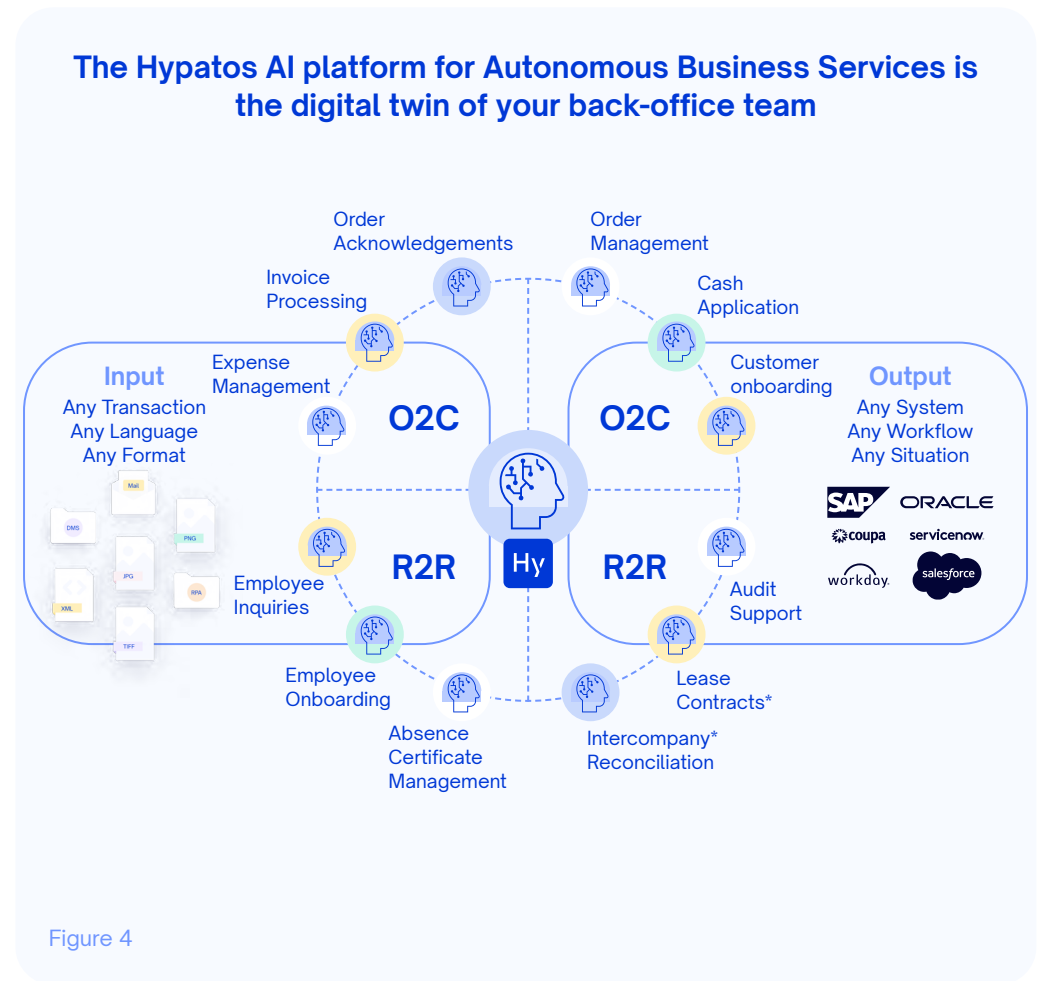 The Hypatos AI platform for Autonomous Business Services is
the digital twin of your back-office team
Order
Acknowledgements
Order
Management
Invoice
Processing
Cash
Application
Expense
Management
Customer
onboarding
Input
Any Transaction
Any Language
Any Format
O2C
O2C
Output
Any System
Any Workflow
Any Situation
Mali
DMS
PNG
JPG
XML
RPA
TIFF
SAP
ORACLE
coupa
servicenow
workday
salesforce
Hy
R2R
R2R
Employee
Inquiries
Audit
Support
Employee
Onboarding
Lease
Contracts*
Absence
Certificate
Management
Intercompany*
Reconciliation
Figure 4